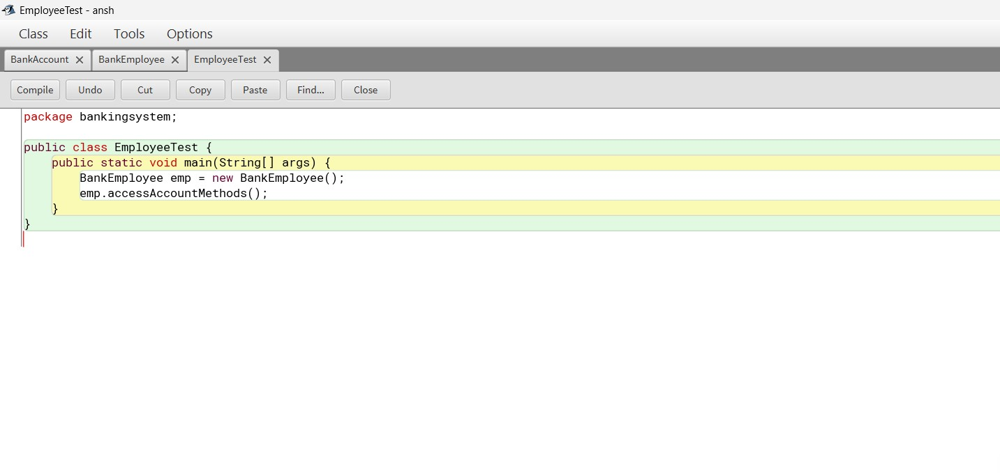 EmployeeTest - ansh
Class Edit Tools Options
BankAccount BankEmployee EmployeeTest
Compile Undo Cut Copy Paste Find... Close
package bankingsystem;
public class EmployeeTest {
    public static void main(String[] args) {
        BankEmployee emp = new BankEmployee();
        emp.accessAccountMethods();
    }
}